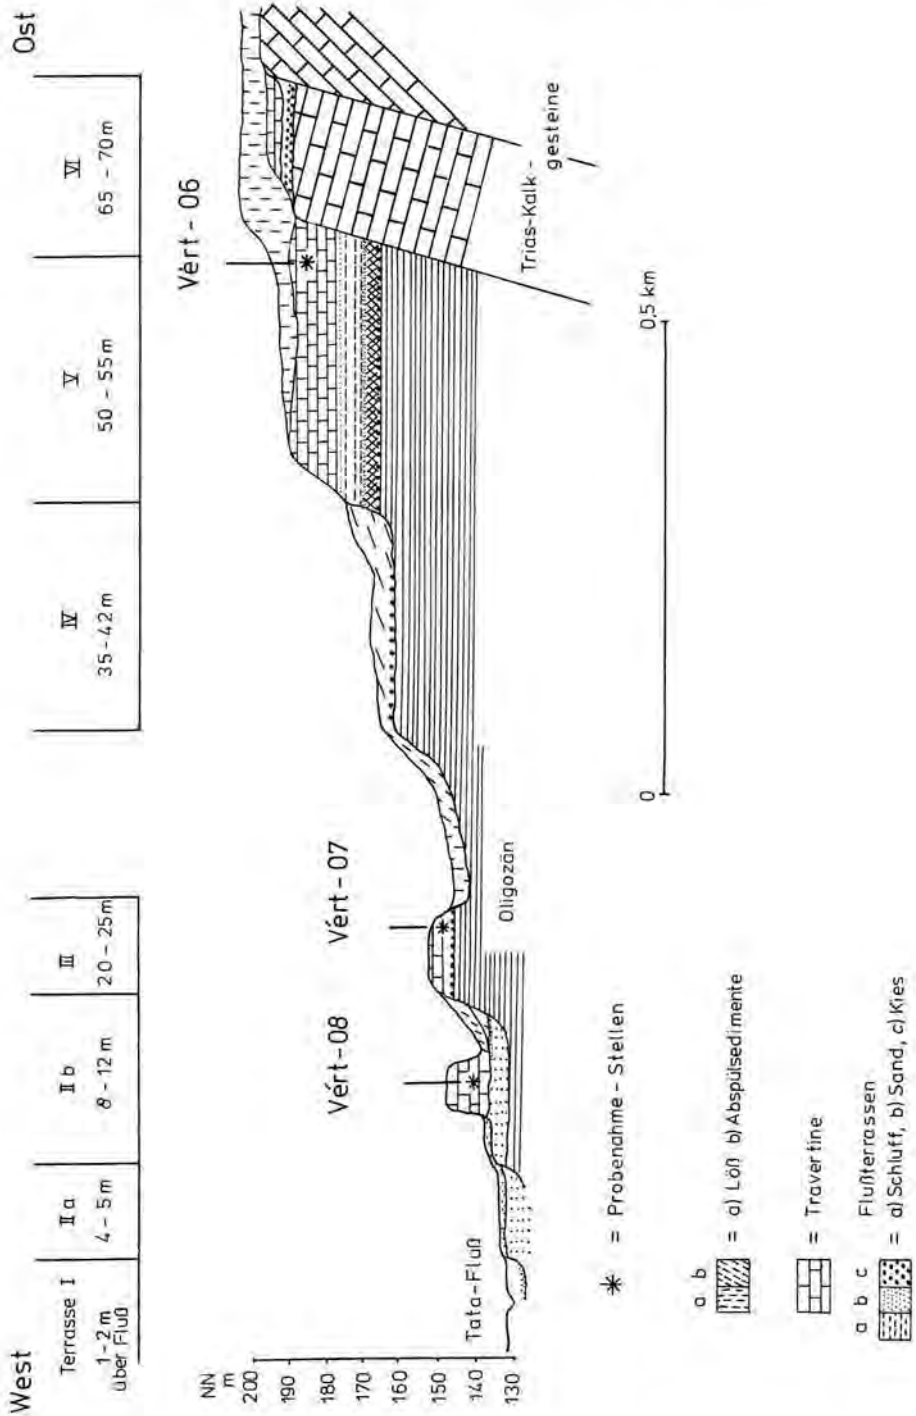 West
Ost
Terrasse I
II a
II b
III
IV
V
VI
1-2 m
über Fluß
4 - 5 m
8 - 12 m
20 - 25 m
35 - 42 m
50 - 55 m
65 - 70 m
Vért - 08
Vért - 07
Vèrt - 06
NN
m
200
190
180
170
160
150
140
130
Tata-Fluß
Oligozän
Trias-Kalk-
gesteine
0
0,5 km
✳ = Probenahme - Stellen
a b
= a) Löß b) Abspülsedimente
= Travertine
a b c
Flußterrassen
= a) Schluff, b) Sand, c) Kies